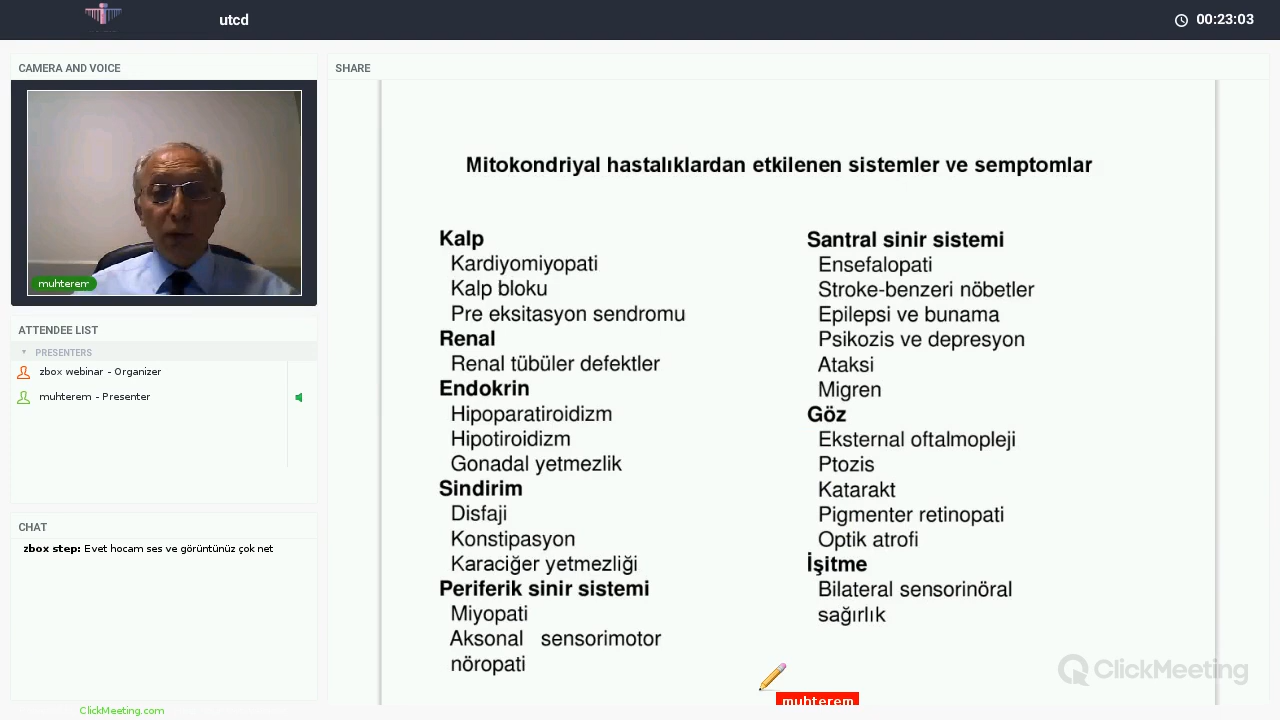 utcd
00:23:03
CAMERA AND VOICE
muhterem
ATTENDEE LIST
PRESENTERS
zbox webinar - Organizer
muhterem - Presenter
CHAT
zbox step: Evet hocam ses ve görüntünüz çok net
ClickMeeting.com
SHARE
Mitokondriyal hastalıklardan etkilenen sistemler ve semptomlar
Kalp
Kardiyomiyopati
Kalp bloku
Pre eksitasyon sendromu
Renal
Renal tübüler defektler
Endokrin
Hipoparatiroidizm
Hipotiroidizm
Gonadal yetmezlik
Sindirim
Disfaji
Konstipasyon
Karaciğer yetmezliği
Periferik sinir sistemi
Miyopati
Aksonal sensorimotor
nöropati
Santral sinir sistemi
Ensefalopati
Stroke-benzeri nöbetler
Epilepsi ve bunama
Psikozis ve depresyon
Ataksi
Migren
Göz
Eksternal oftalmopleji
Ptozis
Katarakt
Pigmenter retinopati
Optik atrofi
İşitme
Bilateral sensorinöral
sağırlık
muhterem
ClickMeeting